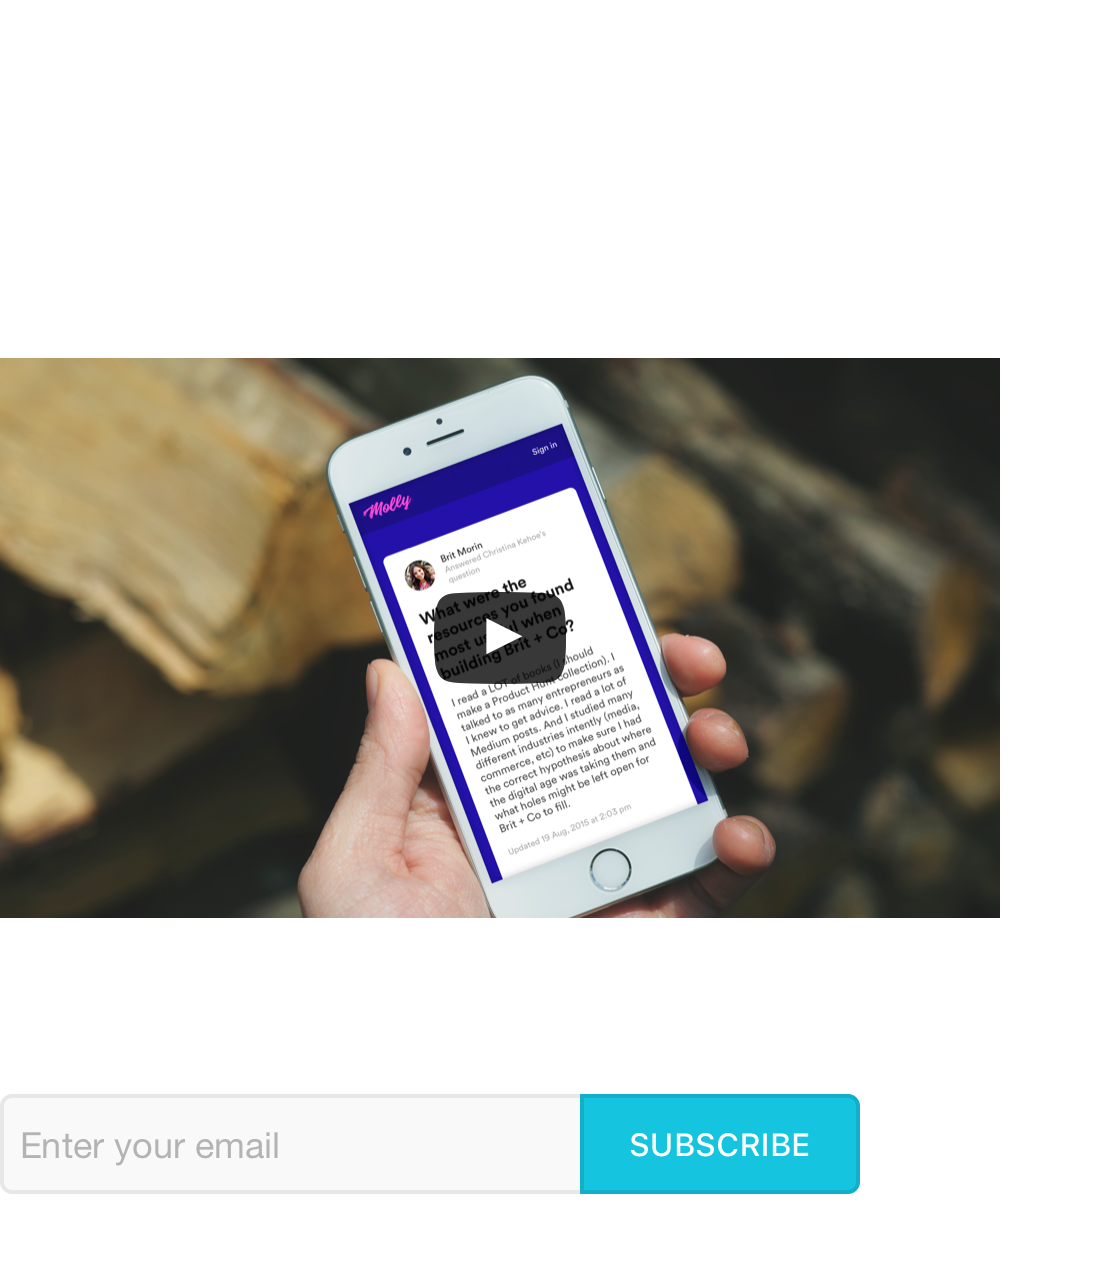 Sign in
Molly
Brit Morin
Answered Christina Kehoe's
question
What were the
resources you found
most useful when
building Brit + Co?
I read a LOT of books (I should
make a Product Hunt collection). I
talked to as many entrepreneurs as
I knew to get advice. I read a lot of
Medium posts. And I studied many
different industries intently (media,
commerce, etc) to make sure I had
the correct hypothesis about where
the digital age was taking them and
what holes might be left open for
Brit + Co to fill.
Updated 19 Aug, 2015 at 2:03 pm
Enter your email
SUBSCRIBE